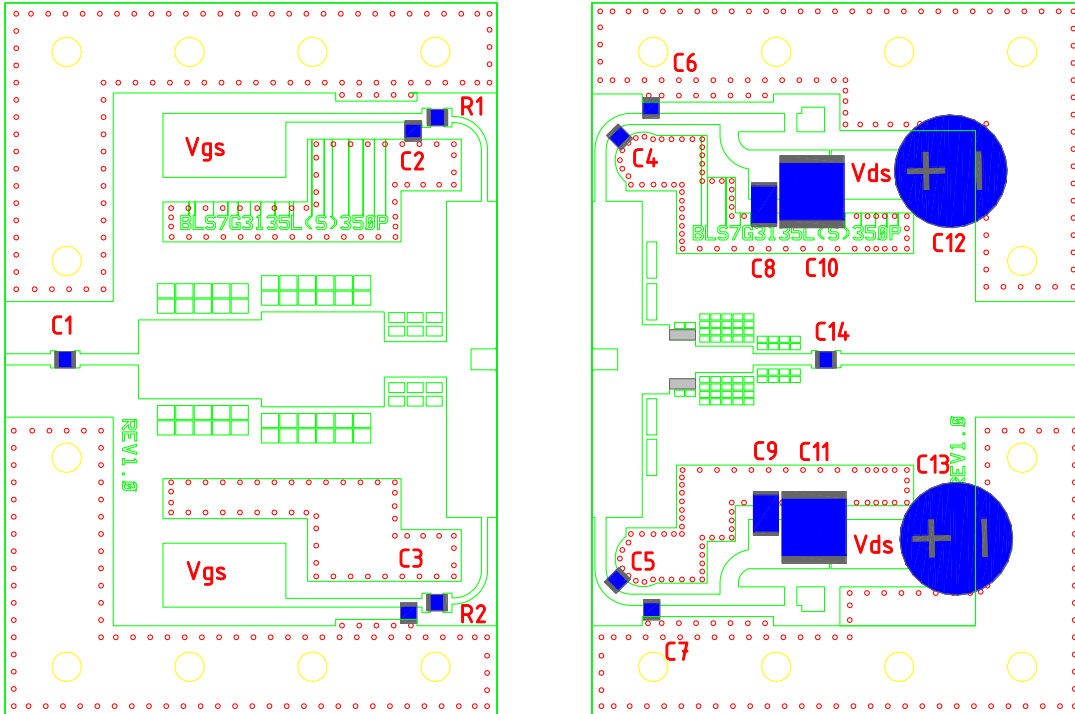 C6
R1
Vgs
C2
C4
Vds
BLS7G3135L(S)350P
BLS7G3135L(S)350P
C12
C8
C10
C1
C14
REV1.0
REV1.0
C9
C11
C13
C3
Vds
C5
Vgs
R2
C7